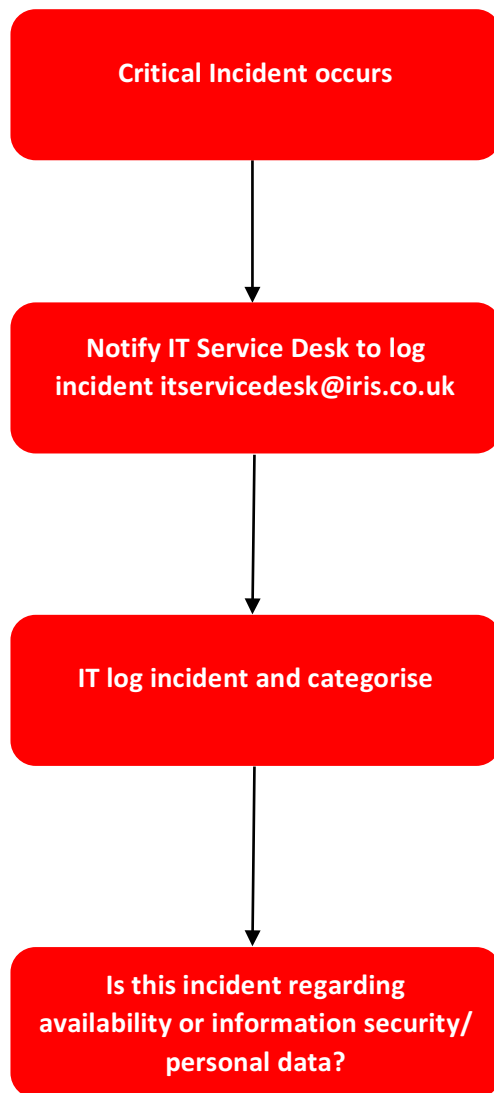 Critical Incident occurs
Notify IT Service Desk to log
incident itservicedesk@iris.co.uk
IT log incident and categorise
Is this incident regarding
availability or information security/
personal data?